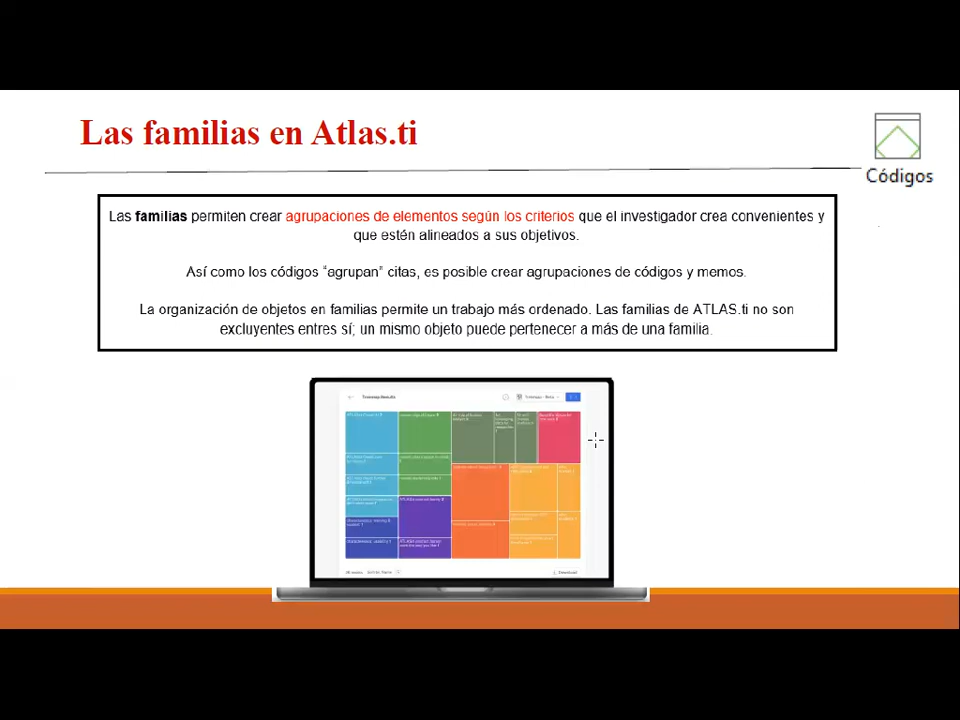 Las familias en Atlas.ti
Códigos
Las familias permiten crear agrupaciones de elementos según los criterios que el investigador crea convenientes y
que estén alineados a sus objetivos.
Así como los códigos “agrupan” citas, es posible crear agrupaciones de códigos y memos.
La organización de objetos en familias permite un trabajo más ordenado. Las familias de ATLAS.ti no son
excluyentes entres sí; un mismo objeto puede pertenecer a más de una familia.